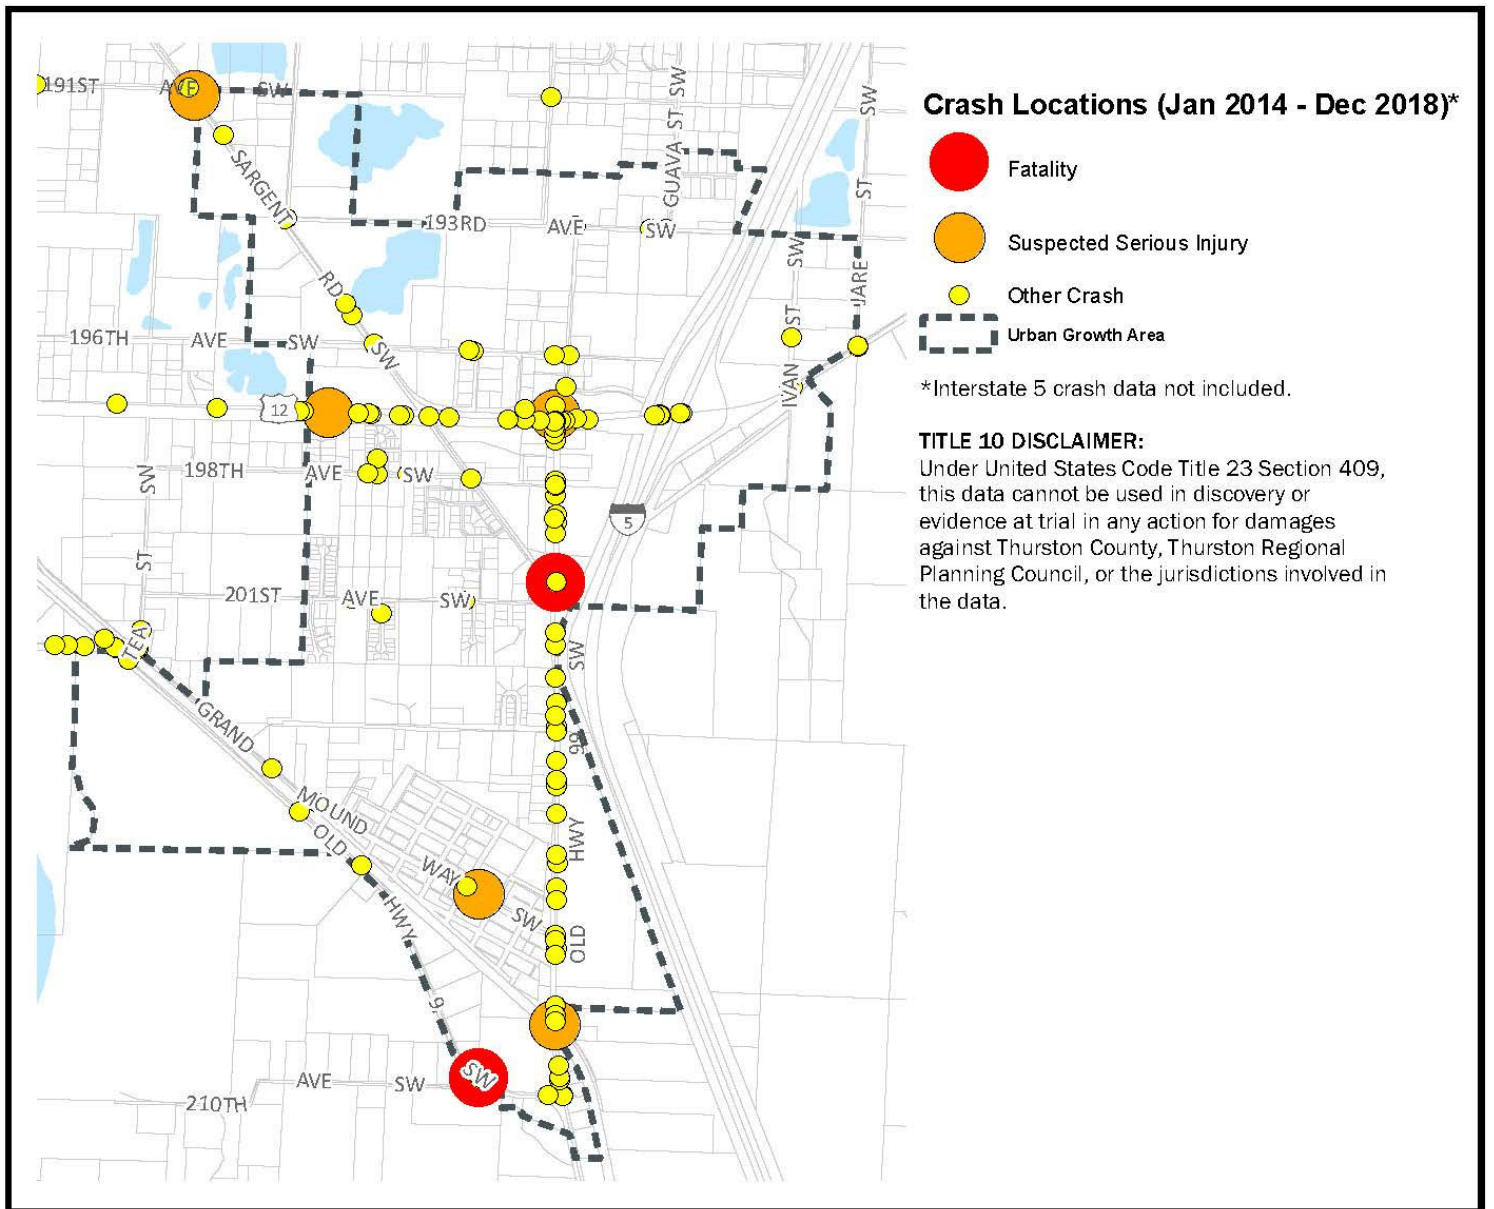 Crash Locations (Jan 2014 - Dec 2018)*
Fatality
Suspected Serious Injury
Other Crash
Urban Growth Area
*Interstate 5 crash data not included.
TITLE 10 DISCLAIMER:
Under United States Code Title 23 Section 409,
this data cannot be used in discovery or
evidence at trial in any action for damages
against Thurston County, Thurston Regional
Planning Council, or the jurisdictions involved in
the data.
191ST AVE SW
SARGENT RD SW
GUAVA ST SW
193RD AVE SW
SW
ST
JARE
196TH AVE SW
IVAN ST SW
12
198TH AVE SW
5
SW
ST
TEA
201ST AVE SW
GRAND MOUND WAY SW
OLD HWY 9 SW
OLD HWY 99 SW
210TH AVE SW